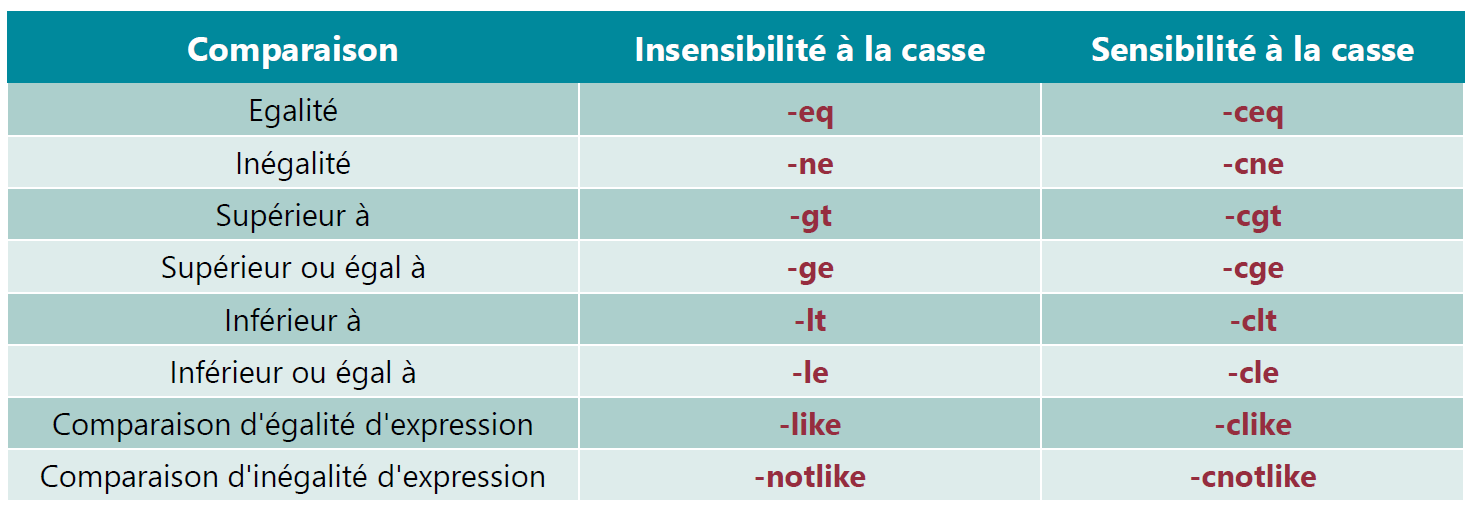 Comparaison Insensibilité à la casse Sensibilité à la casse
Egalité -eq -ceq
Inégalité -ne -cne
Supérieur à -gt -cgt
Supérieur ou égal à -ge -cge
Inférieur à -lt -clt
Inférieur ou égal à -le -cle
Comparaison d'égalité d'expression -like -clike
Comparaison d'inégalité d'expression -notlike -cnotlike